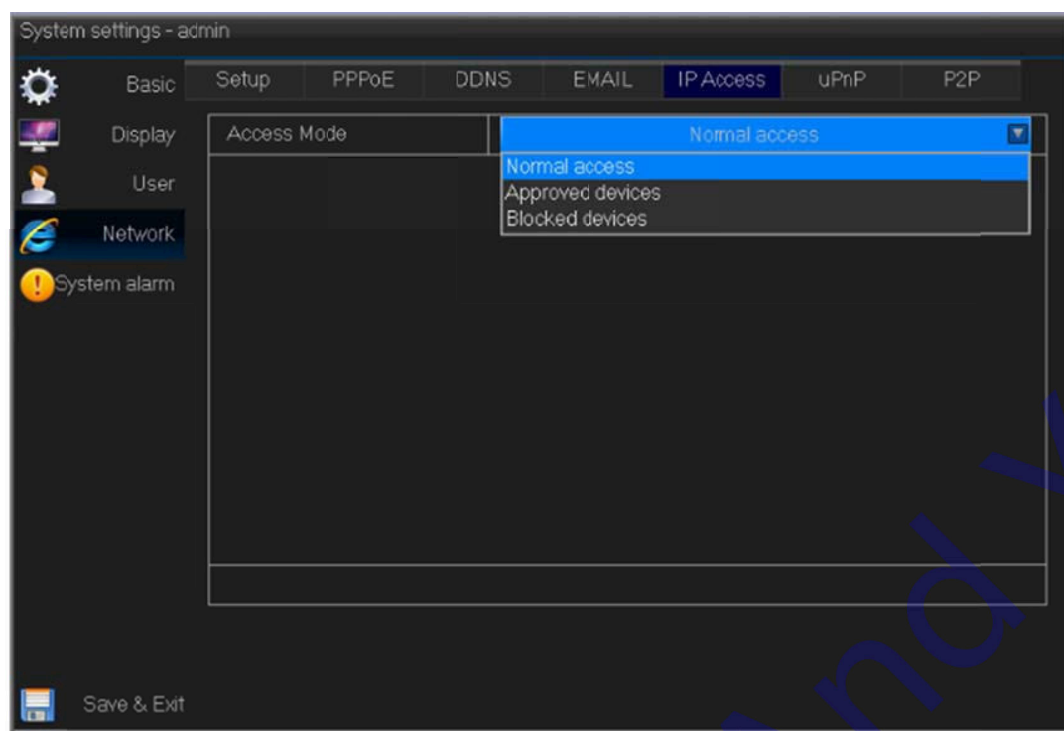 System settings - admin
Basic
Setup PPPoE DDNS EMAIL IP Access uPnP P2P
Display
Access Mode Normal access
Normal access
User
Approved devices
Blocked devices
Network
System alarm
Save & Exit